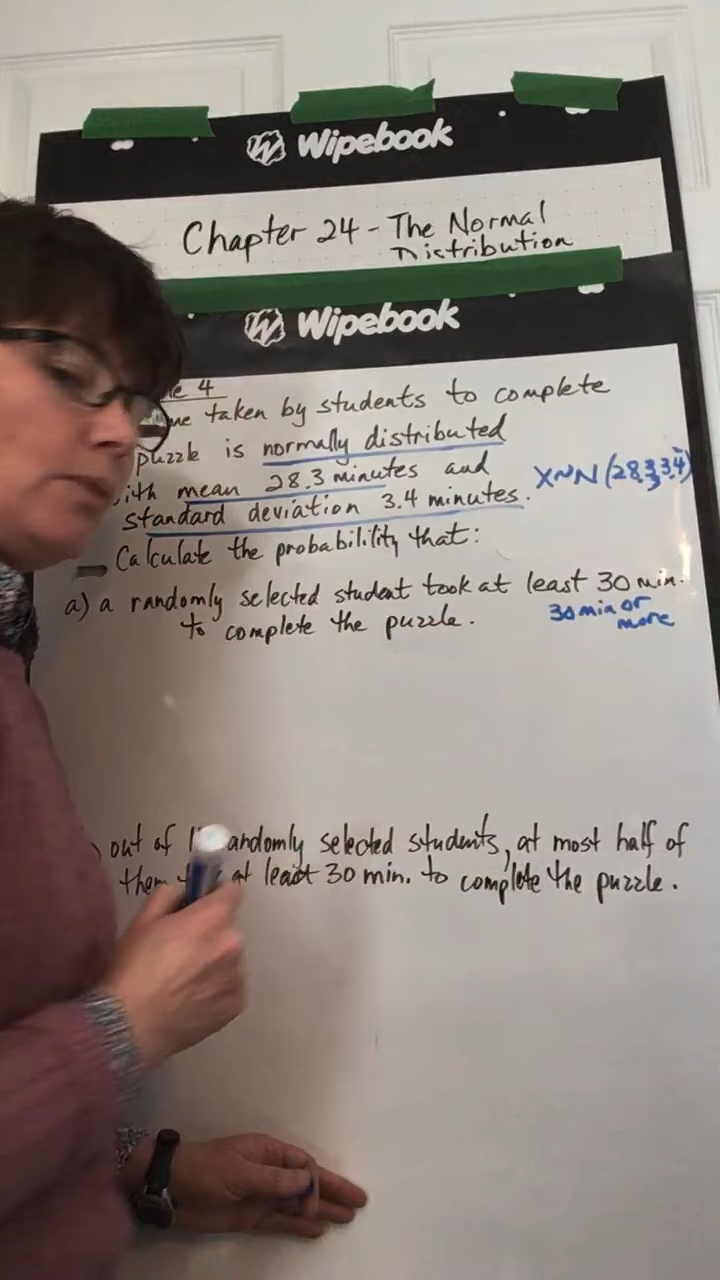 Wipebook
Chapter 24 - The Normal
Distribution
Wipebook
4
taken by students to complete
puzzle is normally distributed
with mean 28.3 minutes and
standard deviation 3.4 minutes.
Calculate the probabilility that:
X~N(28.3, 3.4²)
a) a randomly selected student took at least 30 min.
to complete the puzzle.
30 min or
more
out of randomly selected students, at most half of
them at least 30 min. to complete the puzzle.